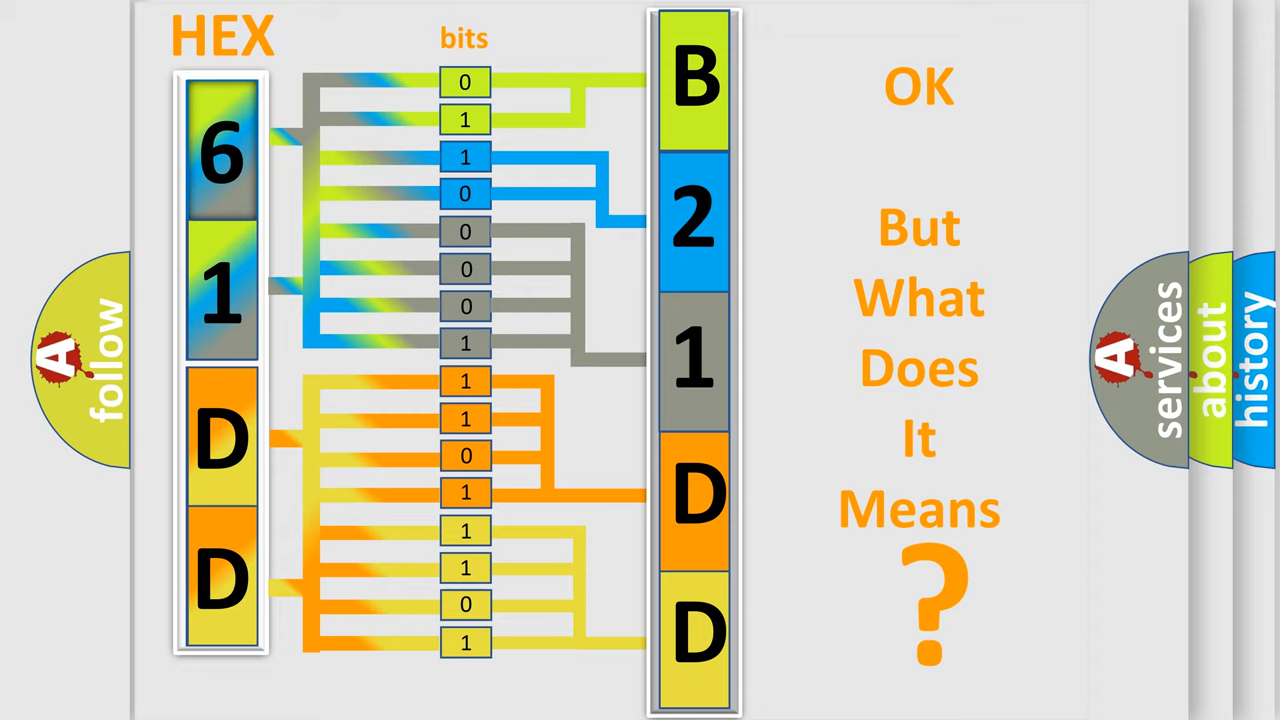 HEX
bits
6
1
D
D
0
1
1
0
0
0
0
1
1
1
0
1
1
1
0
1
B
2
1
D
D
OK
But
What
Does
It
Means
?
A
follow
A
services
about
history